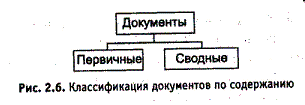 Документы
Первичные Сводные
Рис. 2.6. Классификация документов по содержанию